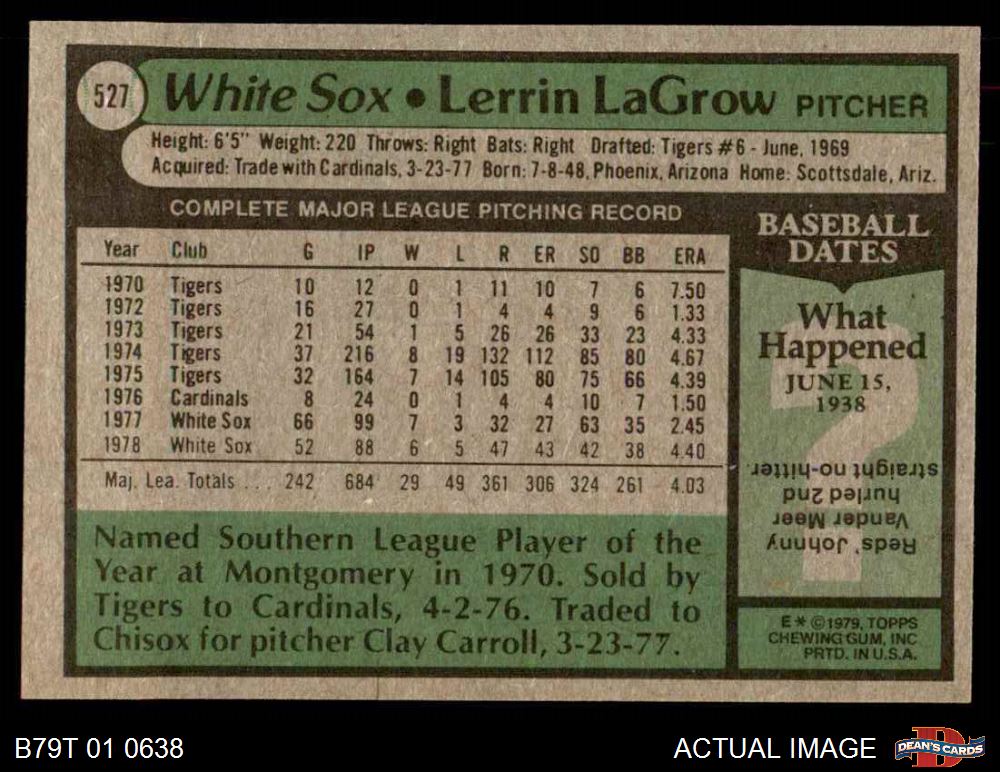 527 White Sox • Lerrin LaGrow PITCHER
Height: 6'5" Weight: 220 Throws: Right Bats: Right Drafted: Tigers #6 - June, 1969
Acquired: Trade with Cardinals, 3-23-77 Born: 7-8-48, Phoenix, Arizona Home: Scottsdale, Ariz.
COMPLETE MAJOR LEAGUE PITCHING RECORD
Year Club G IP W L R ER SO BB ERA
1970 Tigers 10 12 0 1 11 10 7 6 7.50
1972 Tigers 16 27 0 1 4 4 9 6 1.33
1973 Tigers 21 54 1 5 26 26 33 23 4.33
1974 Tigers 37 216 8 19 132 112 85 80 4.67
1975 Tigers 32 164 7 14 105 80 75 66 4.39
1976 Cardinals 8 24 0 1 4 4 10 7 1.50
1977 White Sox 66 99 7 3 32 27 63 35 2.45
1978 White Sox 52 88 6 5 47 43 42 38 4.40
Maj. Lea. Totals ... 242 684 29 49 361 306 324 261 4.03
Named Southern League Player of the
Year at Montgomery in 1970. Sold by
Tigers to Cardinals, 4-2-76. Traded to
Chisox for pitcher Clay Carroll, 3-23-77.
BASEBALL
DATES
What
Happened
JUNE 15,
1938
?
Reds' Johnny
Vander Meer
hurled 2nd
straight no-hitter
E * ©1979, TOPPS
CHEWING GUM, INC
PRTD. IN U.S.A.
B79T 01 0638
ACTUAL IMAGE
D
DEAN'S CARDS